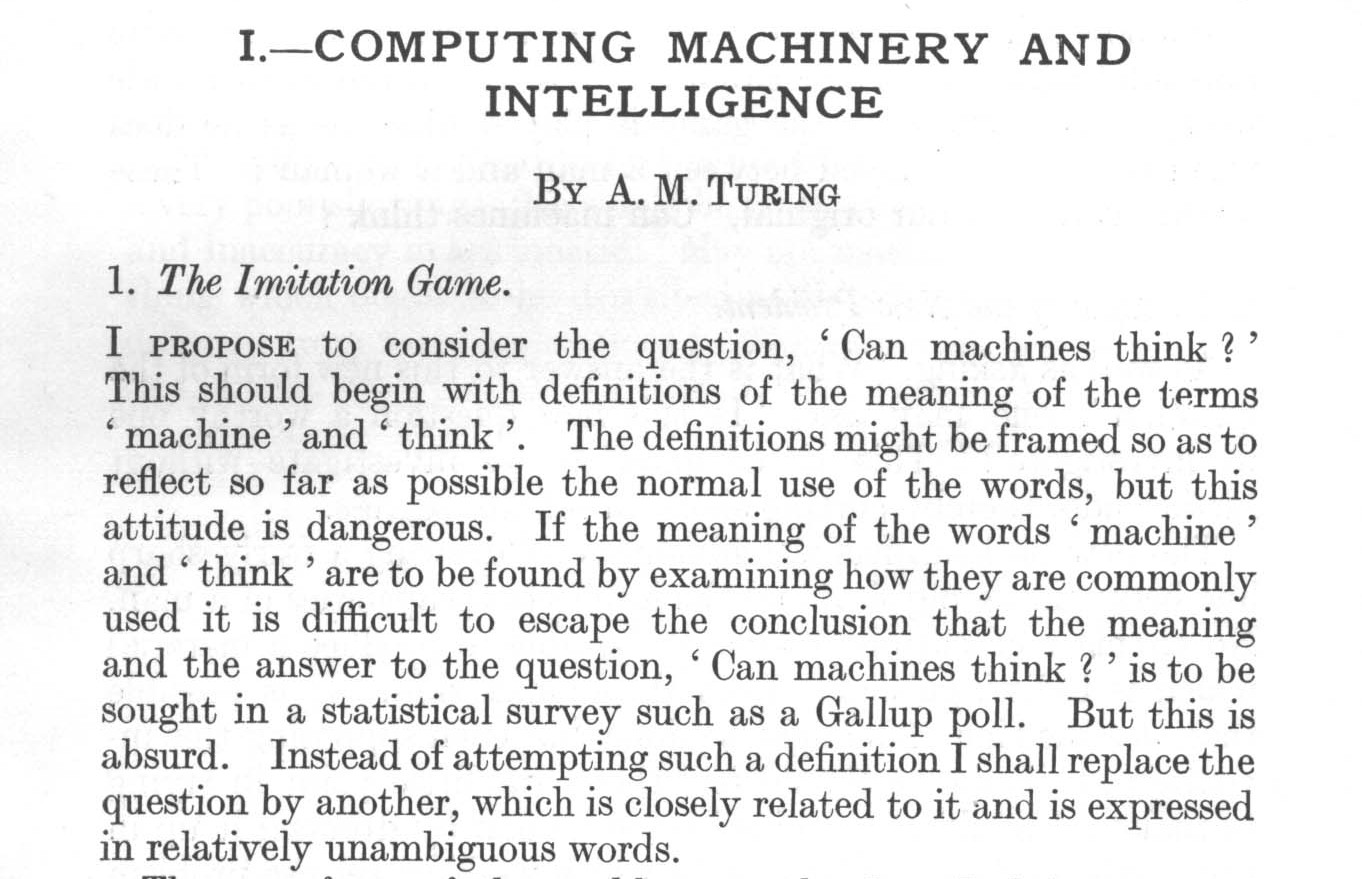 I.—COMPUTING MACHINERY AND
INTELLIGENCE
By A. M. Turing
1. The Imitation Game.
I PROPOSE to consider the question, ‘ Can machines think ? ’
This should begin with definitions of the meaning of the terms
‘ machine ’ and ‘ think ’. The definitions might be framed so as to
reflect so far as possible the normal use of the words, but this
attitude is dangerous. If the meaning of the words ‘ machine ’
and ‘ think ’ are to be found by examining how they are commonly
used it is difficult to escape the conclusion that the meaning
and the answer to the question, ‘ Can machines think ? ’ is to be
sought in a statistical survey such as a Gallup poll. But this is
absurd. Instead of attempting such a definition I shall replace the
question by another, which is closely related to it and is expressed
in relatively unambiguous words.